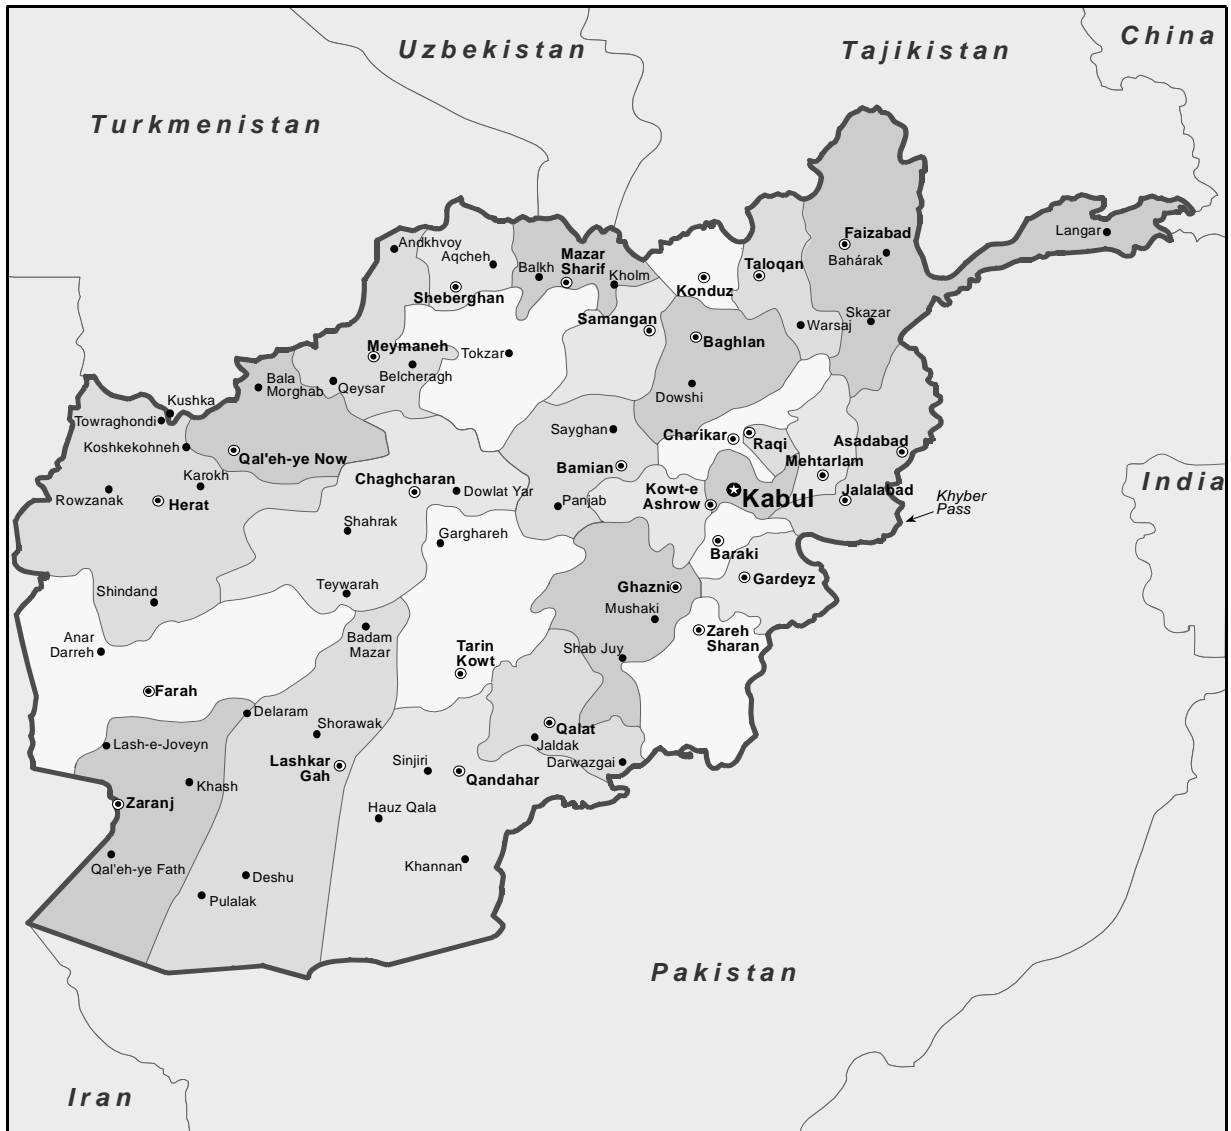 Uzbekistan
Tajikistan
China
Turkmenistan
Langar
Faizabad
Bahárak
Andkhvoy
Aqcheh
Mazar
Sharif
Balkh
Kholm
Taloqan
Konduz
Sheberghan
Samangan
Skazar
Warsaj
Baghlan
Meymaneh
Tokzar
Belcheragh
Bala
Morghab
Qeysar
Dowshi
Kushka
Towraghondi
Koshkekohneh
Sayghan
Charikar
Raqi
Asadabad
Qal'eh-ye Now
Bamian
Mehtarlam
Karokh
Chaghcharan
Dowlat Yar
Kowt-e
Ashrow
Kabul
Jalalabad
India
Rowzanak
Herat
Panjab
Khyber
Pass
Shahrak
Garghareh
Baraki
Gardeyz
Shindand
Teywarah
Ghazni
Mushaki
Anar
Darreh
Badam
Mazar
Tarin
Kowt
Shab Juy
Zareh
Sharan
Farah
Delaram
Shorawak
Qalat
Jaldak
Lash-e-Joveyn
Lashkar
Gah
Sinjiri
Qandahar
Darwazgai
Khash
Zaranj
Hauz Qala
Qal'eh-ye Fath
Deshu
Khannan
Pulalak
Pakistan
Iran